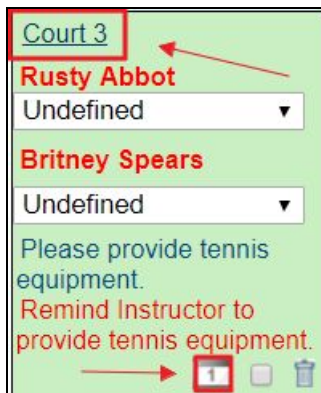 Court 3
Rusty Abbot
Undefined
Britney Spears
Undefined
Please provide tennis
equipment.
Remind Instructor to
provide tennis equipment.
1